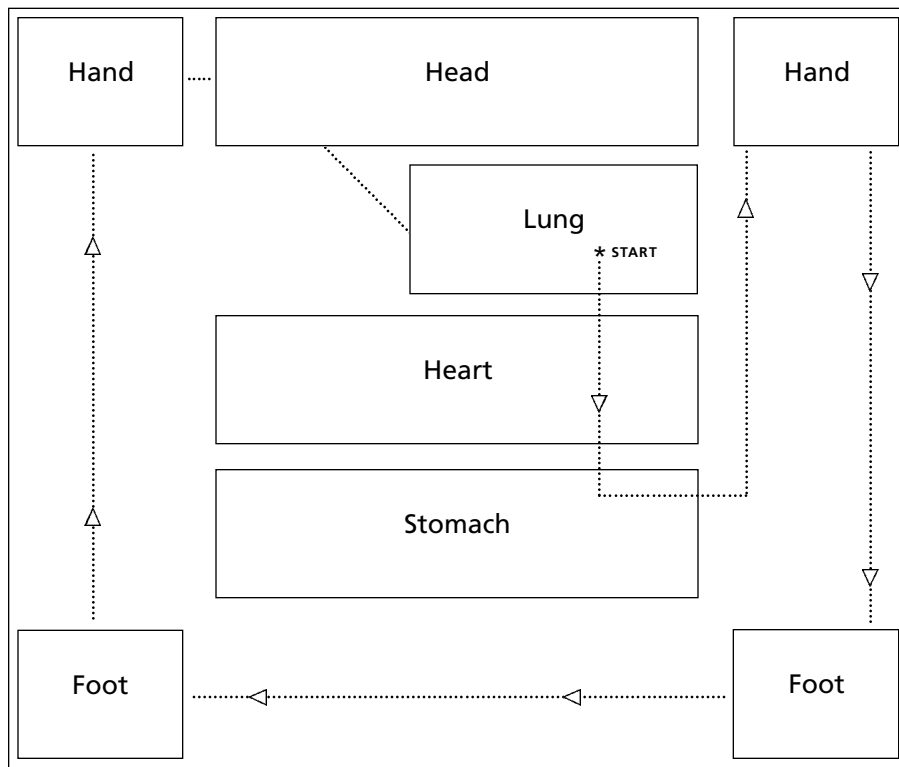 Hand
Head
Hand
Lung
* START
Heart
Stomach
Foot
Foot